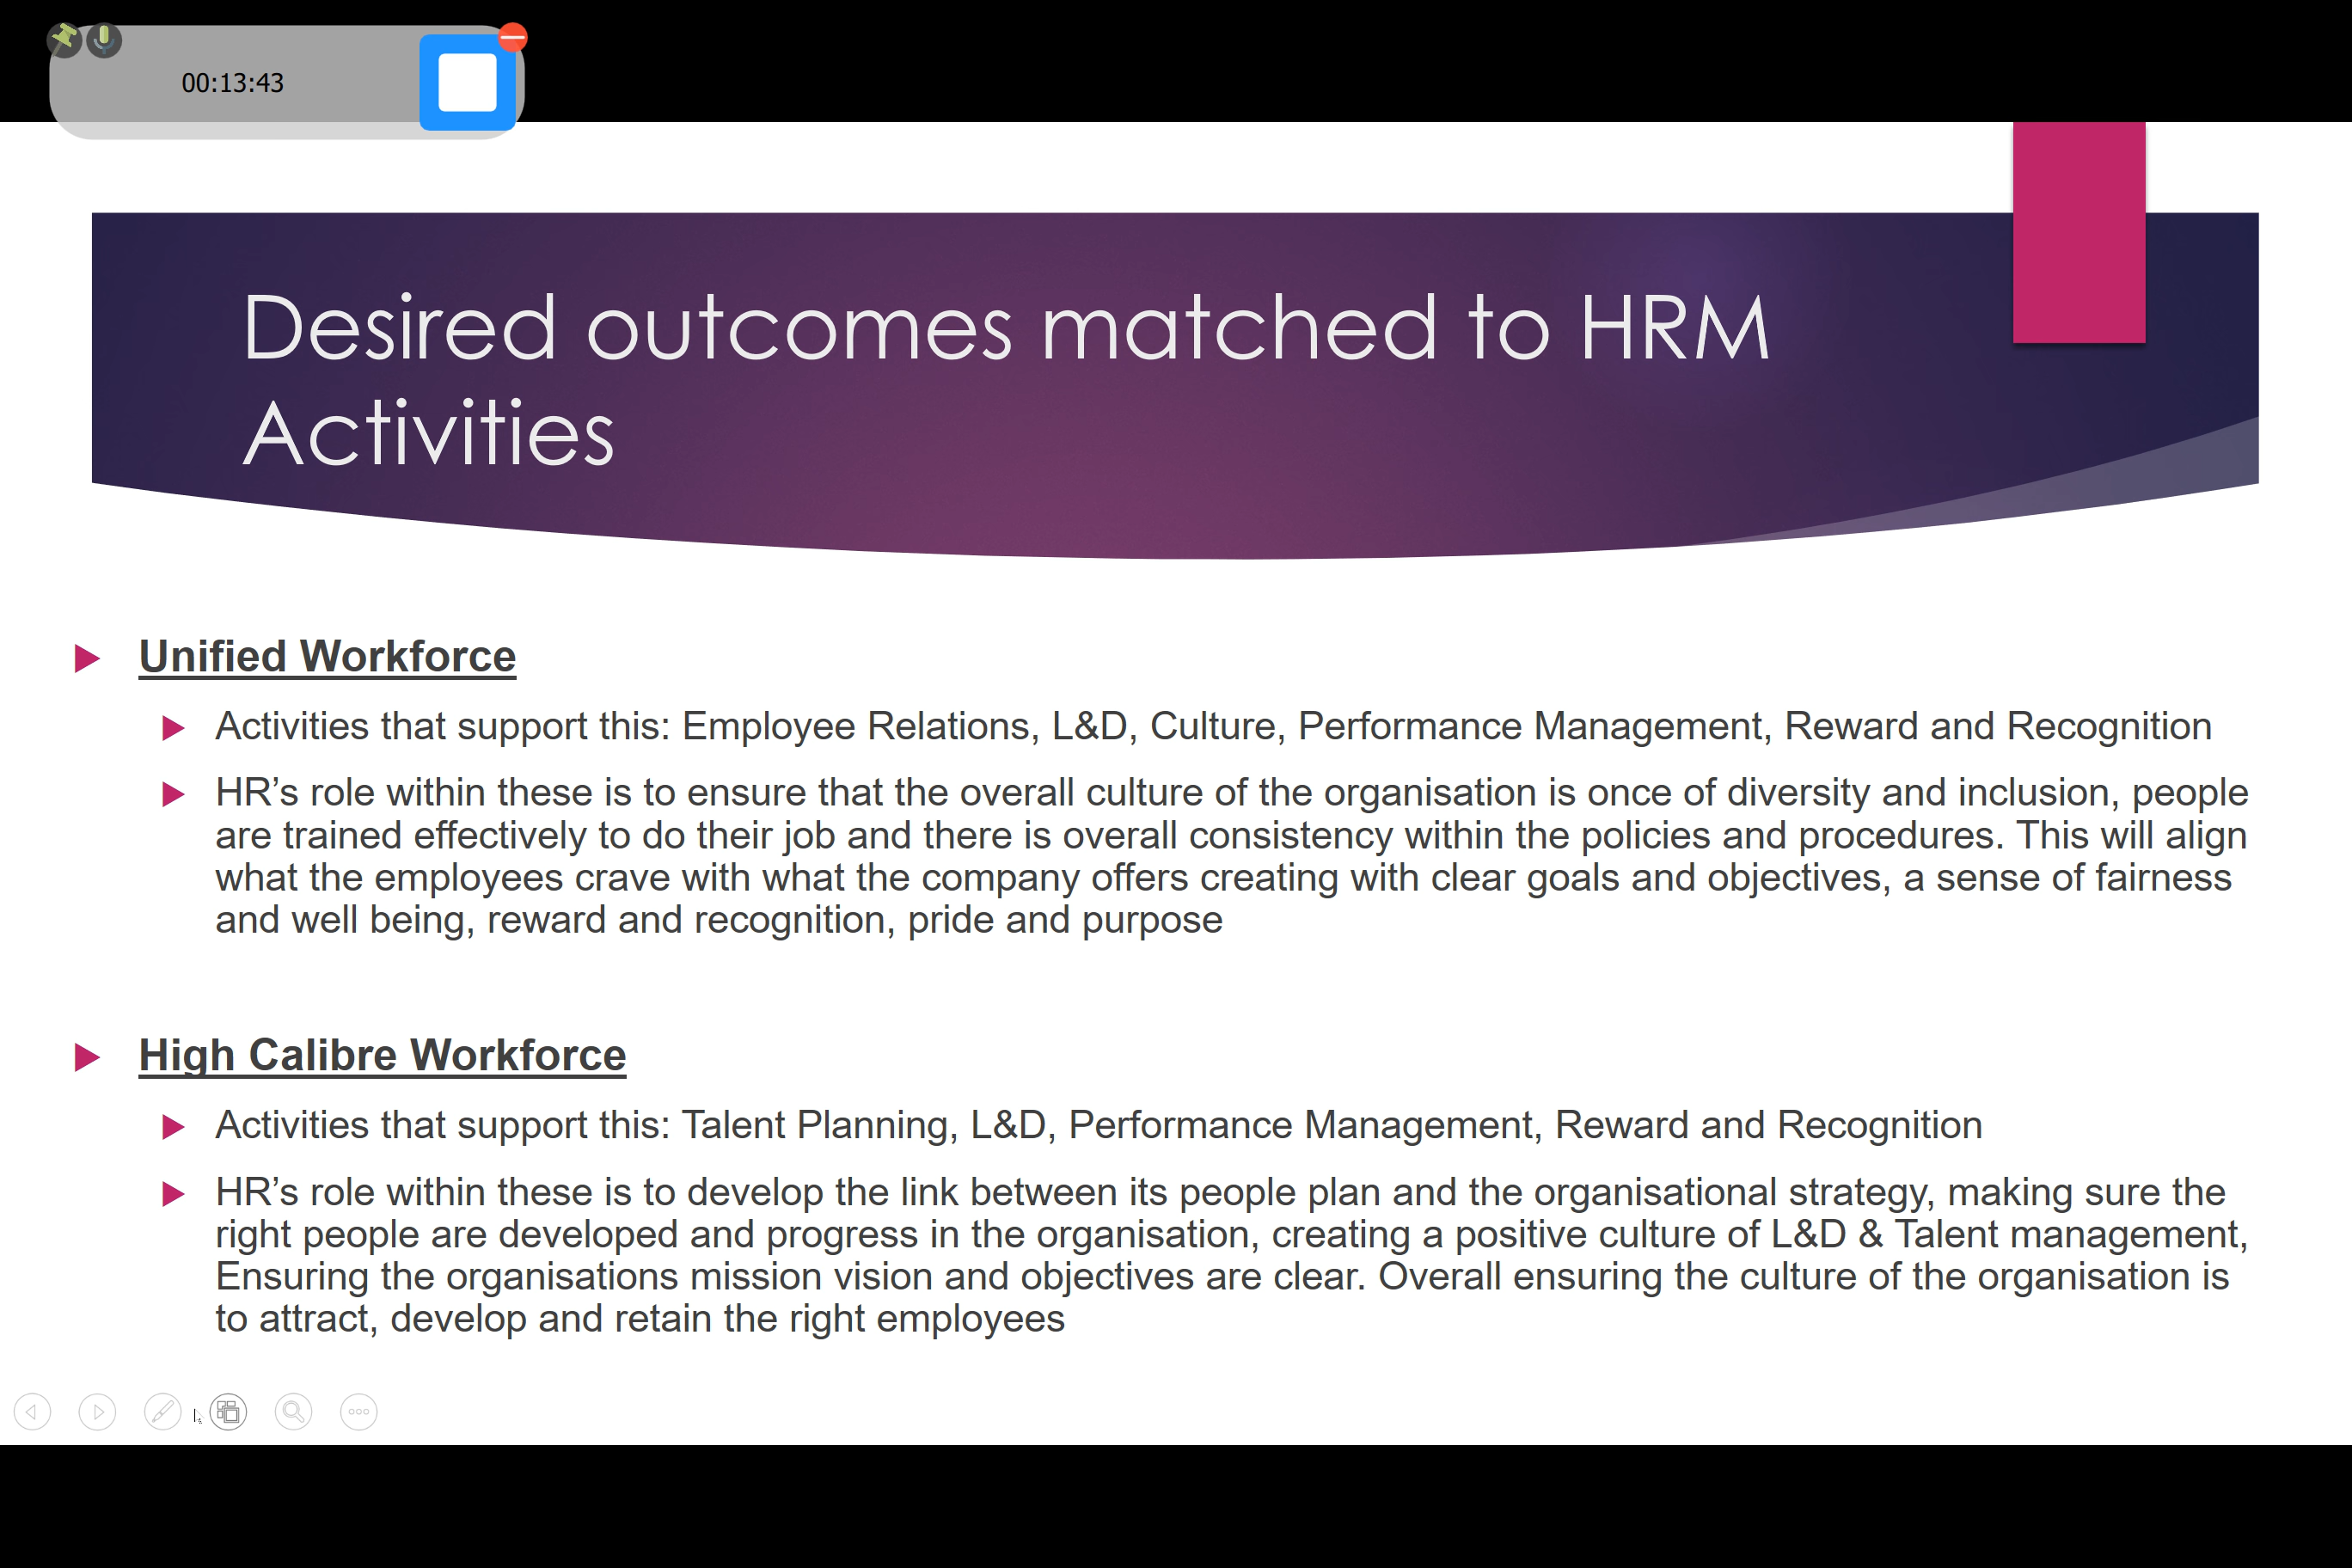 00:13:43
Desired outcomes matched to HRM
Activities
Unified Workforce
Activities that support this: Employee Relations, L&D, Culture, Performance Management, Reward and Recognition
HR’s role within these is to ensure that the overall culture of the organisation is once of diversity and inclusion, people
are trained effectively to do their job and there is overall consistency within the policies and procedures. This will align
what the employees crave with what the company offers creating with clear goals and objectives, a sense of fairness
and well being, reward and recognition, pride and purpose
High Calibre Workforce
Activities that support this: Talent Planning, L&D, Performance Management, Reward and Recognition
HR’s role within these is to develop the link between its people plan and the organisational strategy, making sure the
right people are developed and progress in the organisation, creating a positive culture of L&D & Talent management,
Ensuring the organisations mission vision and objectives are clear. Overall ensuring the culture of the organisation is
to attract, develop and retain the right employees